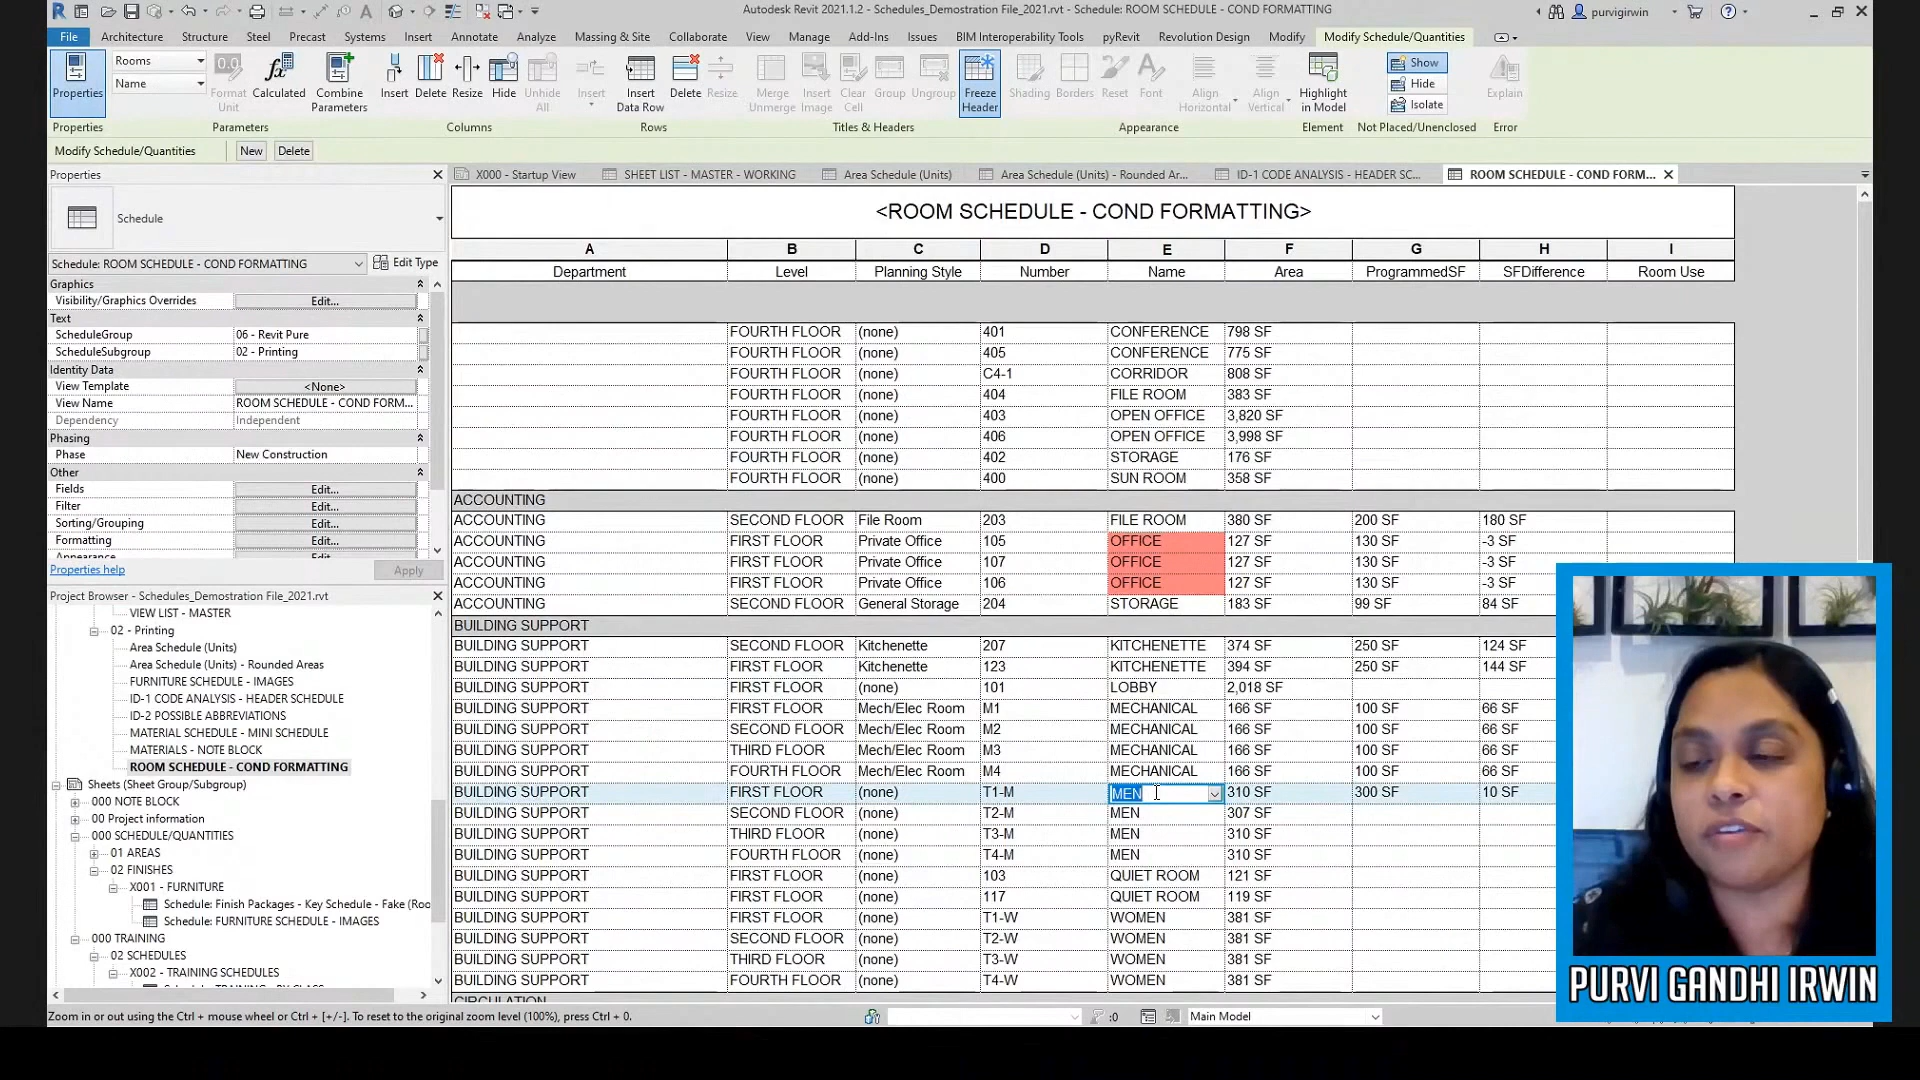 Autodesk Revit 2021.1.2 - Schedules_Demostration File_2021.rvt - Schedule: ROOM SCHEDULE - COND FORMATTING
purvigirwin
File Architecture Structure Steel Precast Systems Insert Annotate Analyze Massing & Site Collaborate View Manage Add-Ins Issues BIM Interoperability Tools pyRevit Revolution Design Modify Modify Schedule/Quantities
Properties
Rooms
Name
Format Unit
Calculated
Combine Parameters
Insert
Delete
Resize
Hide
Unhide All
Insert
Insert Data Row
Delete
Resize
Merge Unmerge
Insert Image
Clear Cell
Group
Ungroup
Freeze Header
Shading
Borders
Reset
Font
Align Horizontal
Align Vertical
Highlight in Model
Show
Hide
Isolate
Explain
Properties Parameters Columns Rows Titles & Headers Appearance Element Not Placed/Unenclosed Error
Modify Schedule/Quantities New Delete
Properties
Schedule
Schedule: ROOM SCHEDULE - COND FORMATTING Edit Type
Graphics
Visibility/Graphics Overrides Edit...
Text
ScheduleGroup 06 - Revit Pure
ScheduleSubgroup 02 - Printing
Identity Data
View Template <None>
View Name ROOM SCHEDULE - COND FORM...
Dependency Independent
Phasing
Phase New Construction
Other
Fields Edit...
Filter Edit...
Sorting/Grouping Edit...
Formatting Edit...
Appearance Edit...
Properties help Apply
Project Browser - Schedules_Demostration File_2021.rvt
VIEW LIST - MASTER
02 - Printing
Area Schedule (Units)
Area Schedule (Units) - Rounded Areas
FURNITURE SCHEDULE - IMAGES
ID-1 CODE ANALYSIS - HEADER SCHEDULE
ID-2 POSSIBLE ABBREVIATIONS
MATERIAL SCHEDULE - MINI SCHEDULE
MATERIALS - NOTE BLOCK
ROOM SCHEDULE - COND FORMATTING
Sheets (Sheet Group/Subgroup)
000 NOTE BLOCK
00 Project information
000 SCHEDULE/QUANTITIES
01 AREAS
02 FINISHES
X001 - FURNITURE
Schedule: Finish Packages - Key Schedule - Fake (Roo
Schedule: FURNITURE SCHEDULE - IMAGES
000 TRAINING
02 SCHEDULES
X002 - TRAINING SCHEDULES
X000 - Startup View SHEET LIST - MASTER - WORKING Area Schedule (Units) Area Schedule (Units) - Rounded Ar... ID-1 CODE ANALYSIS - HEADER SC... ROOM SCHEDULE - COND FORM...
<ROOM SCHEDULE - COND FORMATTING>
A B C D E F G H I
Department Level Planning Style Number Name Area ProgrammedSF SFDifference Room Use
FOURTH FLOOR (none) 401 CONFERENCE 798 SF
FOURTH FLOOR (none) 405 CONFERENCE 775 SF
FOURTH FLOOR (none) C4-1 CORRIDOR 808 SF
FOURTH FLOOR (none) 404 FILE ROOM 383 SF
FOURTH FLOOR (none) 403 OPEN OFFICE 3,820 SF
FOURTH FLOOR (none) 406 OPEN OFFICE 3,998 SF
FOURTH FLOOR (none) 402 STORAGE 176 SF
FOURTH FLOOR (none) 400 SUN ROOM 358 SF
ACCOUNTING
ACCOUNTING SECOND FLOOR File Room 203 FILE ROOM 380 SF 200 SF 180 SF
ACCOUNTING FIRST FLOOR Private Office 105 OFFICE 127 SF 130 SF -3 SF
ACCOUNTING FIRST FLOOR Private Office 107 OFFICE 127 SF 130 SF -3 SF
ACCOUNTING FIRST FLOOR Private Office 106 OFFICE 127 SF 130 SF -3 SF
ACCOUNTING SECOND FLOOR General Storage 204 STORAGE 183 SF 99 SF 84 SF
BUILDING SUPPORT
BUILDING SUPPORT SECOND FLOOR Kitchenette 207 KITCHENETTE 374 SF 250 SF 124 SF
BUILDING SUPPORT FIRST FLOOR Kitchenette 123 KITCHENETTE 394 SF 250 SF 144 SF
BUILDING SUPPORT FIRST FLOOR (none) 101 LOBBY 2,018 SF
BUILDING SUPPORT FIRST FLOOR Mech/Elec Room M1 MECHANICAL 166 SF 100 SF 66 SF
BUILDING SUPPORT SECOND FLOOR Mech/Elec Room M2 MECHANICAL 166 SF 100 SF 66 SF
BUILDING SUPPORT THIRD FLOOR Mech/Elec Room M3 MECHANICAL 166 SF 100 SF 66 SF
BUILDING SUPPORT FOURTH FLOOR Mech/Elec Room M4 MECHANICAL 166 SF 100 SF 66 SF
BUILDING SUPPORT FIRST FLOOR (none) T1-M MEN 310 SF 300 SF 10 SF
BUILDING SUPPORT SECOND FLOOR (none) T2-M MEN 307 SF
BUILDING SUPPORT THIRD FLOOR (none) T3-M MEN 310 SF
BUILDING SUPPORT FOURTH FLOOR (none) T4-M MEN 310 SF
BUILDING SUPPORT FIRST FLOOR (none) 103 QUIET ROOM 121 SF
BUILDING SUPPORT FIRST FLOOR (none) 117 QUIET ROOM 119 SF
BUILDING SUPPORT FIRST FLOOR (none) T1-W WOMEN 381 SF
BUILDING SUPPORT SECOND FLOOR (none) T2-W WOMEN 381 SF
BUILDING SUPPORT THIRD FLOOR (none) T3-W WOMEN 381 SF
BUILDING SUPPORT FOURTH FLOOR (none) T4-W WOMEN 381 SF
CIRCULATION
PURVI GANDHI IRWIN
Zoom in or out using the Ctrl + mouse wheel or Ctrl + [+/-]. To reset to the original zoom level (100%), press Ctrl + 0. :0 Main Model